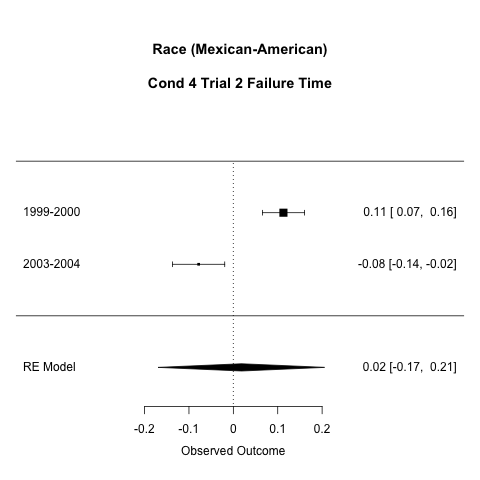 Race (Mexican-American)
Cond 4 Trial 2 Failure Time
1999-2000 0.11 [ 0.07, 0.16]
2003-2004 -0.08 [-0.14, -0.02]
RE Model 0.02 [-0.17, 0.21]
-0.2 -0.1 0 0.1 0.2
Observed Outcome